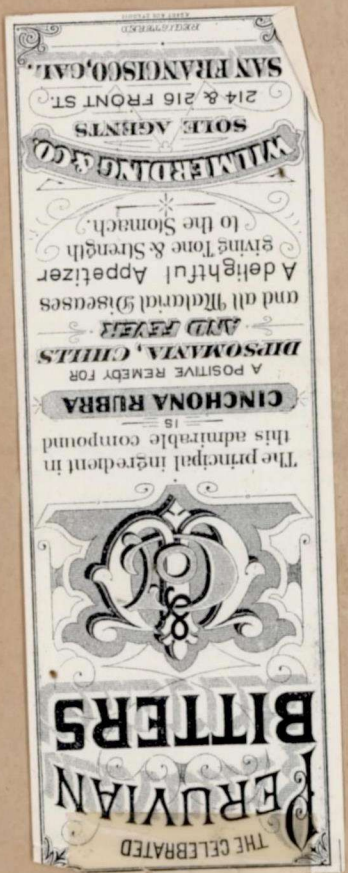 THE CELEBRATED
PERUVIAN
BITTERS
W & Co
The principal ingredient in
this admirable compound
IS
CINCHONA RUBRA
A POSITIVE REMEDY FOR
DIPSOMANIA, CHILLS
AND FEVER
and all Malarial Diseases
A delightful Appetizer
giving Tone & Strength
to the Stomach.
WILMERDING & CO.
SOLE AGENTS
214 & 216 FRONT ST.
SAN FRANCISCO, CAL.
REGISTERED